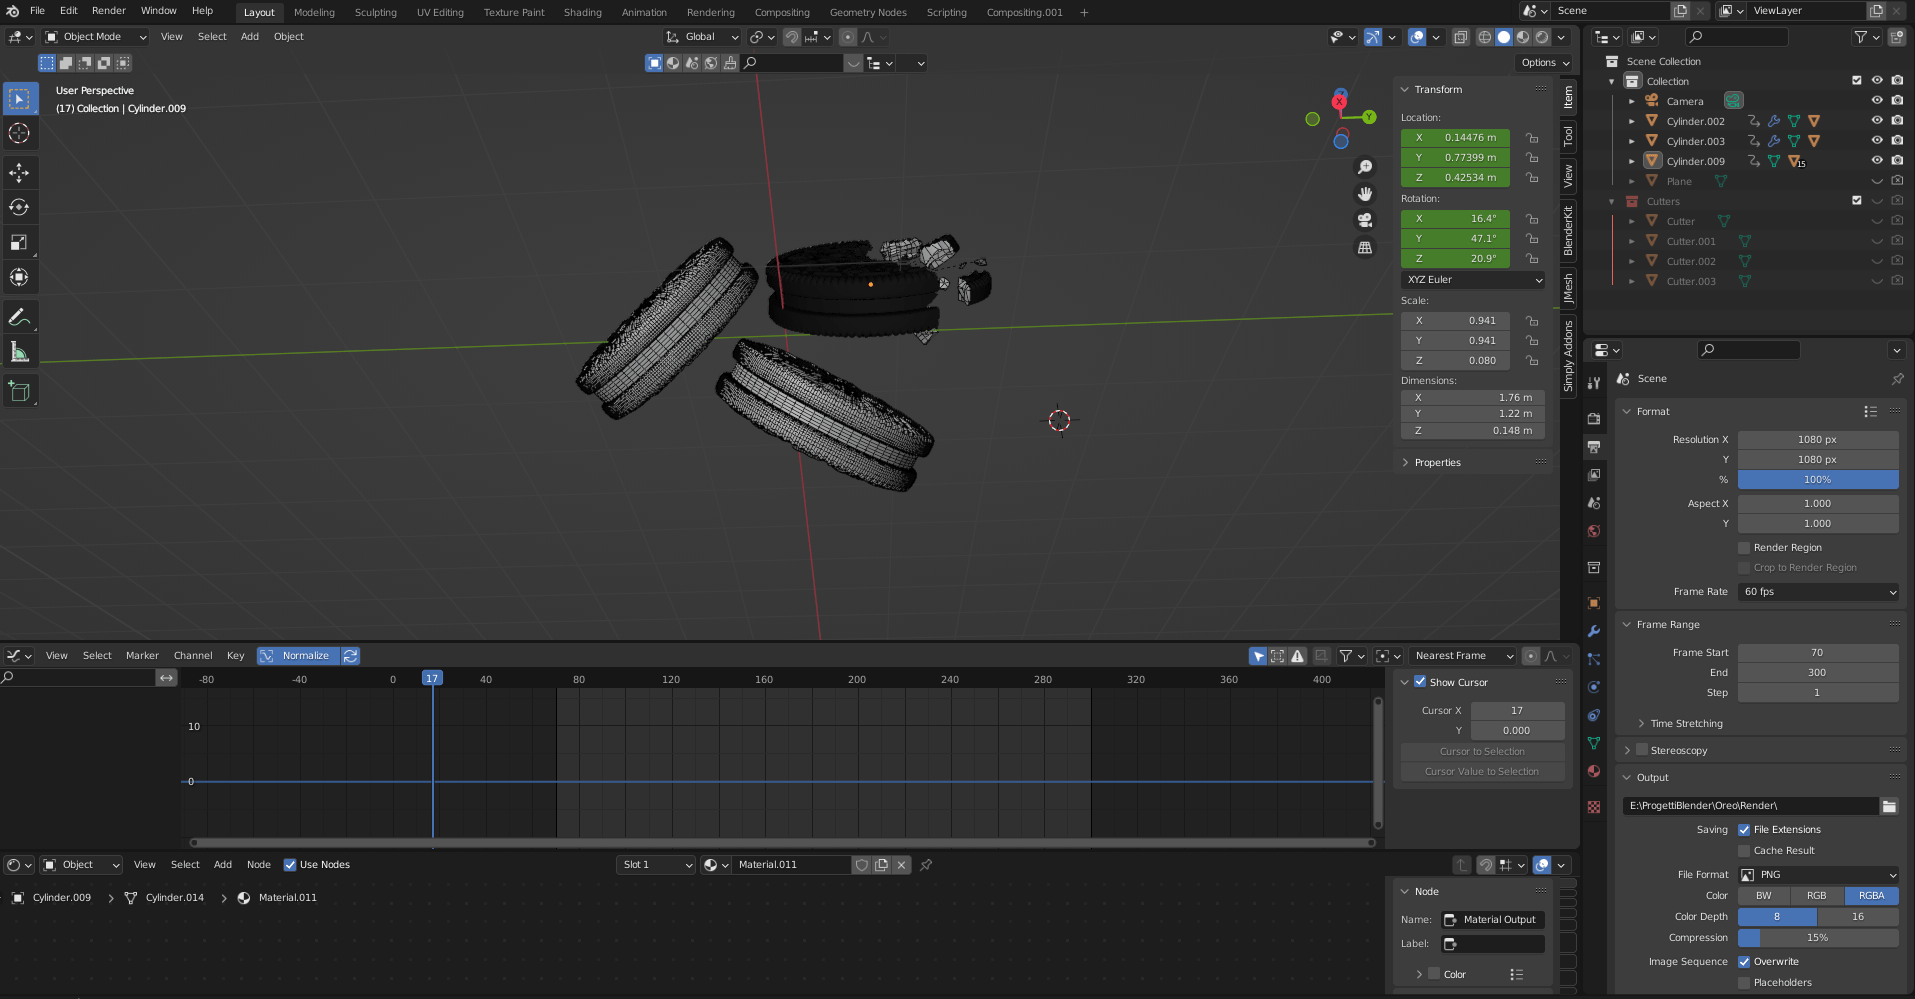 File Edit Render Window Help Layout Modeling Sculpting UV Editing Texture Paint Shading Animation Rendering Compositing Geometry Nodes Scripting Compositing.001 + Scene ViewLayer
Object Mode View Select Add Object Global
Options
User Perspective
(17) Collection | Cylinder.009
X
Y
Transform
Location:
X 0.14476 m
Y 0.77399 m
Z 0.42534 m
Rotation:
X 16.4°
Y 47.1°
Z 20.9°
XYZ Euler
Scale:
X 0.941
Y 0.941
Z 0.080
Dimensions:
X 1.76 m
Y 1.22 m
Z 0.148 m
Properties
Item
Tool
View
BlenderKit
JMesh
Simply Addons
Scene Collection
Collection
Camera
Cylinder.002
Cylinder.003
Cylinder.009 15
Plane
Cutters
Cutter
Cutter.001
Cutter.002
Cutter.003
Scene
Format
Resolution X 1080 px
Y 1080 px
% 100%
Aspect X 1.000
Y 1.000
Render Region
Crop to Render Region
Frame Rate 60 fps
Frame Range
Frame Start 70
End 300
Step 1
Time Stretching
Stereoscopy
Output
E:\ProgettiBlender\Oreo\Render\
Saving File Extensions
Cache Result
File Format PNG
Color BW RGB RGBA
Color Depth 8 16
Compression 15%
Image Sequence Overwrite
Placeholders
View Select Marker Channel Key Normalize Nearest Frame
-80 -40 0 17 40 80 120 160 200 240 280 320 360 400
10
0
Show Cursor
Cursor X 17
Y 0.000
Cursor to Selection
Cursor Value to Selection
Object View Select Add Node Use Nodes Slot 1 Material.011
Cylinder.009 Cylinder.014 Material.011
Node
Name: Material Output
Label:
Color